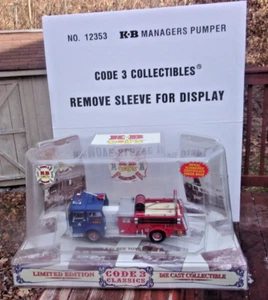 NO. 12353 K·B MANAGERS PUMPER
CODE 3 COLLECTIBLES®
REMOVE SLEEVE FOR DISPLAY
LIMITED EDITION
CODE 3
CLASSICS
DIE CAST COLLECTIBLE